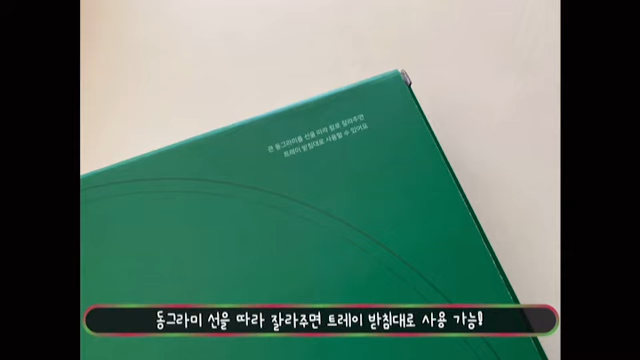 큰 동그라미를 선을 따라 칼로 잘라주면
트레이 받침대로 사용할 수 있어요
동그라미 선을 따라 잘라주면 트레이 받침대로 사용 가능!